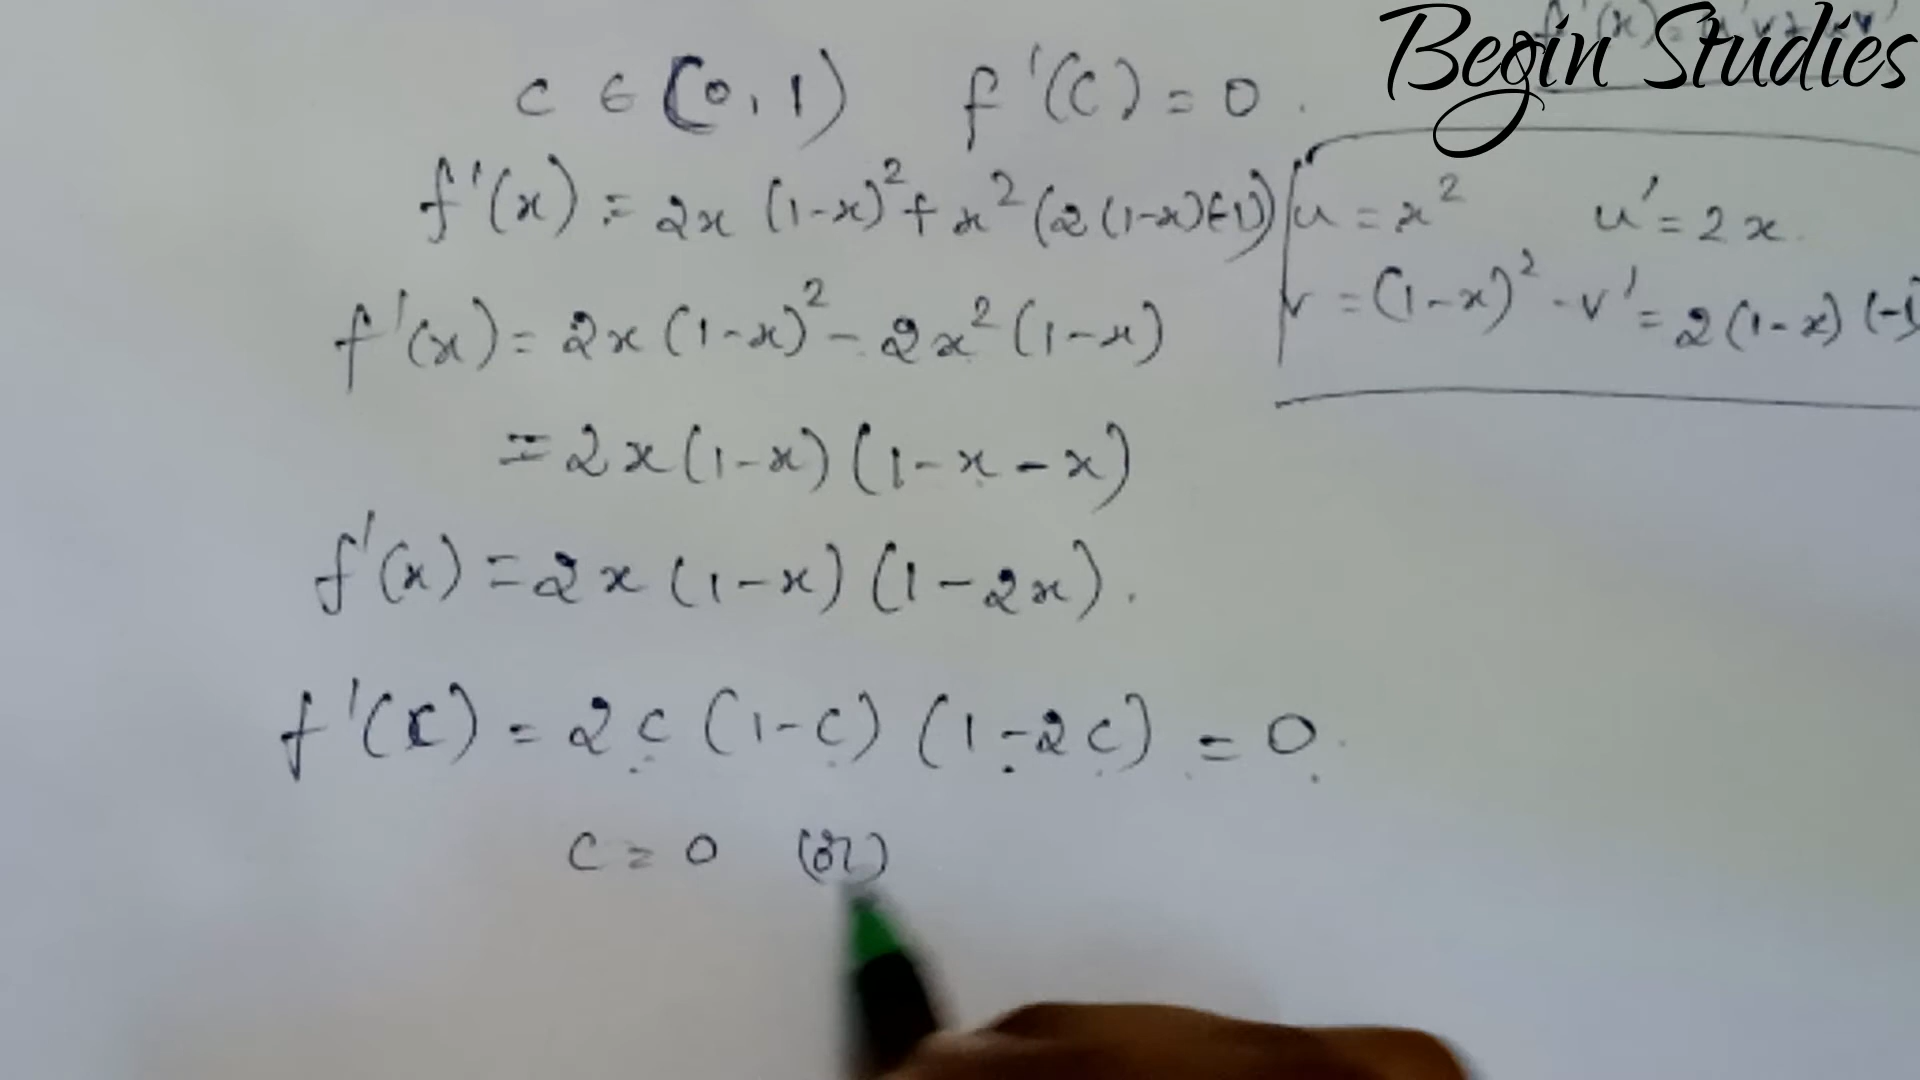 Begin Studies
c ∈ (0, 1) f'(c) = 0.
f'(x) = 2x (1-x)² + x² (2(1-x)(-1))
u = x² u' = 2x.
v = (1-x)² - v' = 2(1-x)(-1)
f'(x) = 2x(1-x)² - 2x²(1-x)
= 2x(1-x)(1-x-x)
f'(x) = 2x(1-x)(1-2x).
f'(c) = 2c(1-c)(1-2c) = 0.
c = 0 (or)